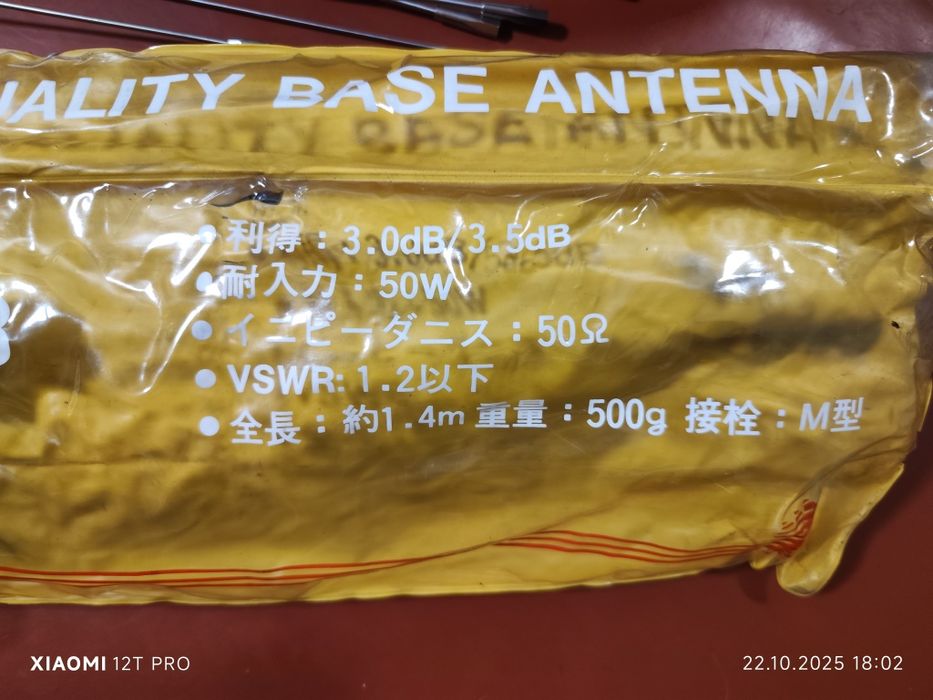 UALITY BASE ANTENNA
● 利得 : 3.0dB/3.5dB
● 耐入力 : 50W
● イニピーダニス : 50Ω
● VSWR: 1.2以下
● 全長 : 約1.4m 重量 : 500g 接栓 : M型
XIAOMI 12T PRO
22.10.2025 18:02